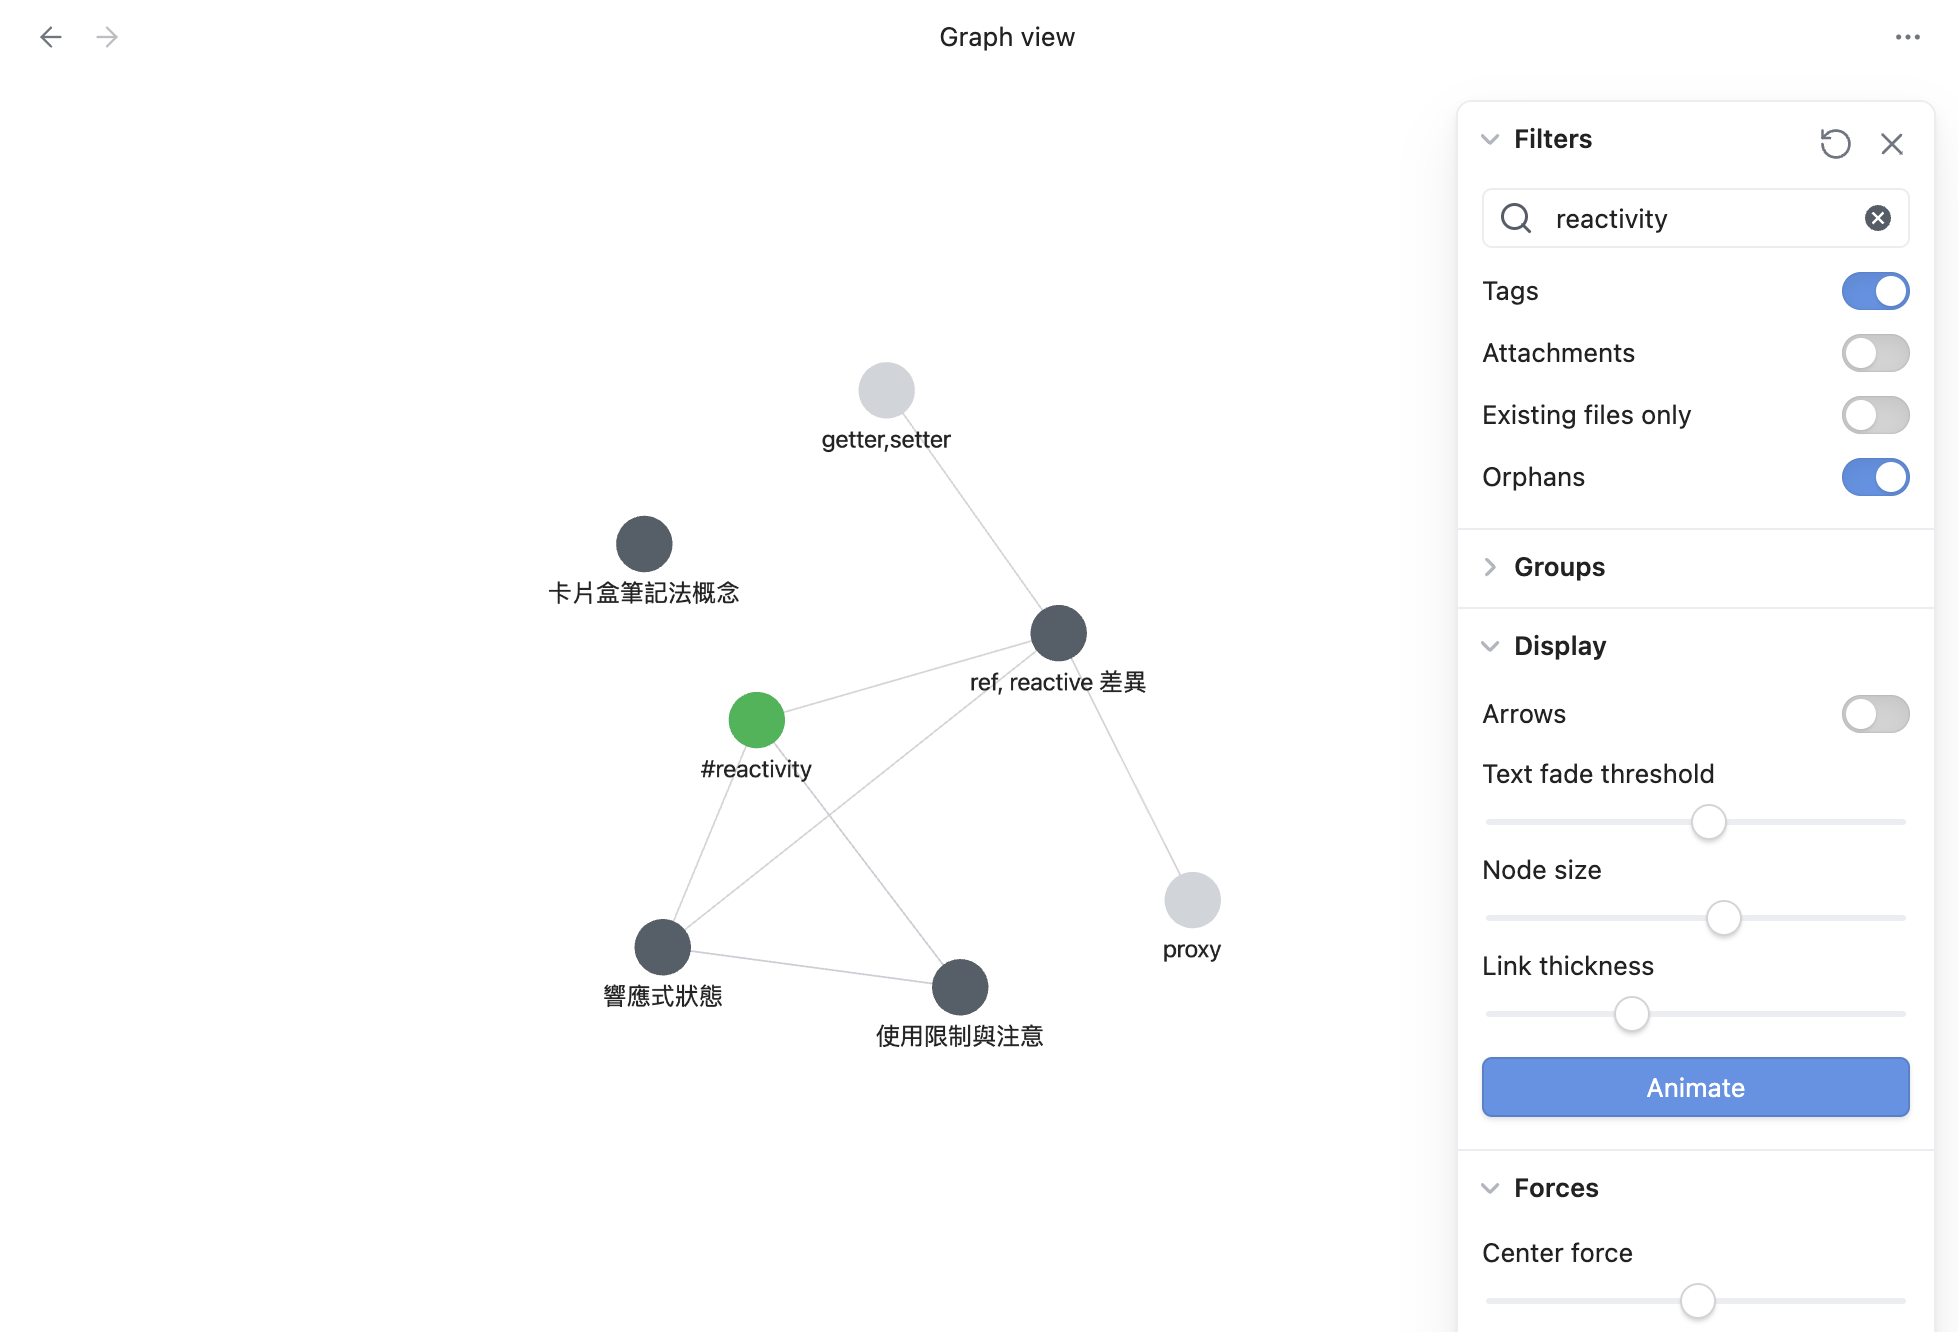 Graph view
getter,setter
卡片盒筆記法概念
ref, reactive 差異
#reactivity
proxy
響應式狀態
使用限制與注意
Filters
reactivity
Tags
Attachments
Existing files only
Orphans
Groups
Display
Arrows
Text fade threshold
Node size
Link thickness
Animate
Forces
Center force